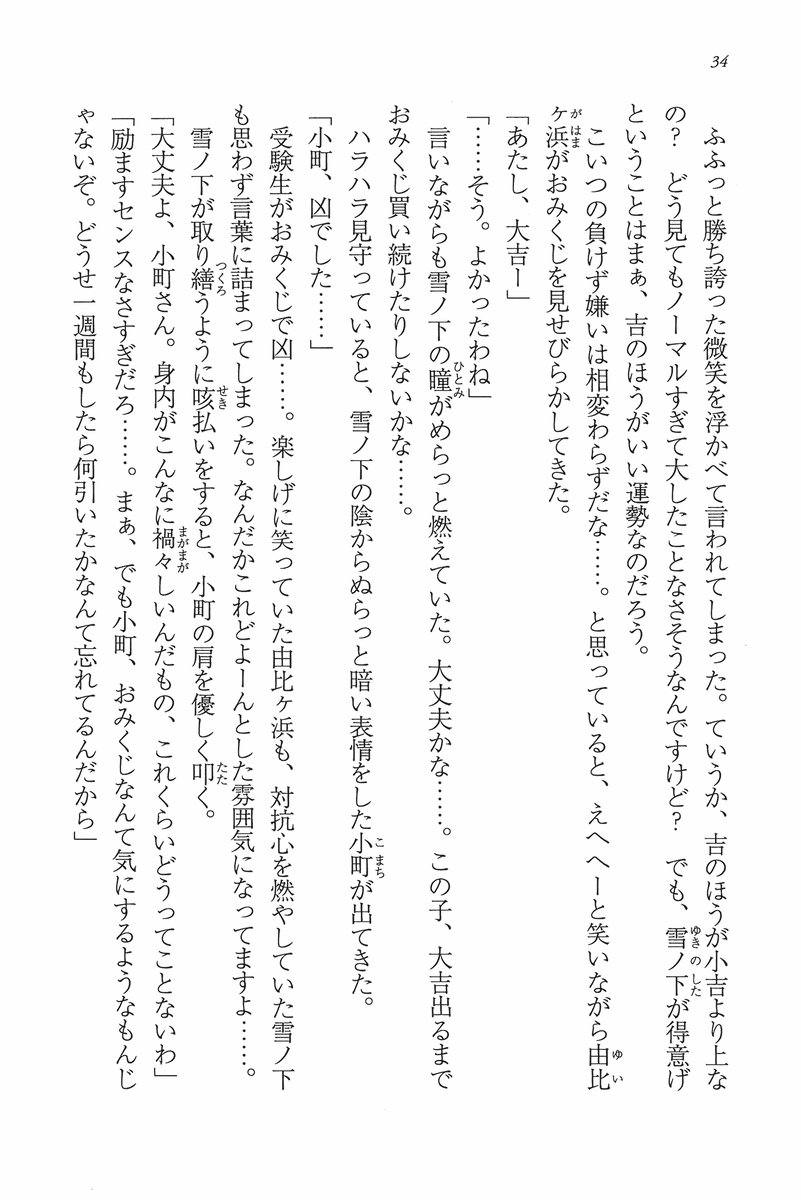 34
ふふっと勝ち誇った微笑を浮かべて言われてしまった。ていうか、吉のほうが小吉より上な
の？　どう見てもノーマルすぎて大したことなさそうなんですけど？　でも、雪ノ下が得意げ
ということはまぁ、吉のほうがいい運勢なのだろう。
こいつの負けず嫌いは相変わらずだな……。と思っていると、えへへーと笑いながら由比
ヶ浜がおみくじを見せびらかしてきた。
「あたし、大吉ー」
「……そう。よかったわね」
言いながらも雪ノ下の瞳がめらっと燃えていた。大丈夫かな……。この子、大吉出るまで
おみくじ買い続けたりしないかな……。
ハラハラ見守っていると、雪ノ下の陰からぬらっと暗い表情をした小町が出てきた。
「小町、凶でした……」
受験生がおみくじで凶……。楽しげに笑っていた由比ヶ浜も、対抗心を燃やしていた雪ノ下
も思わず言葉に詰まってしまった。なんだかこれどよーんとした雰囲気になってますよ……。
雪ノ下が取り繕うように咳払いをすると、小町の肩を優しく叩く。
「大丈夫よ、小町さん。身内がこんなに禍々しいんだもの、これくらいどうってことないわ」
「励ますセンスなさすぎだろ……。まぁ、でも小町、おみくじなんて気にするようなもんじ
ゃないぞ。どうせ一週間もしたら何引いたかなんて忘れてるんだから」